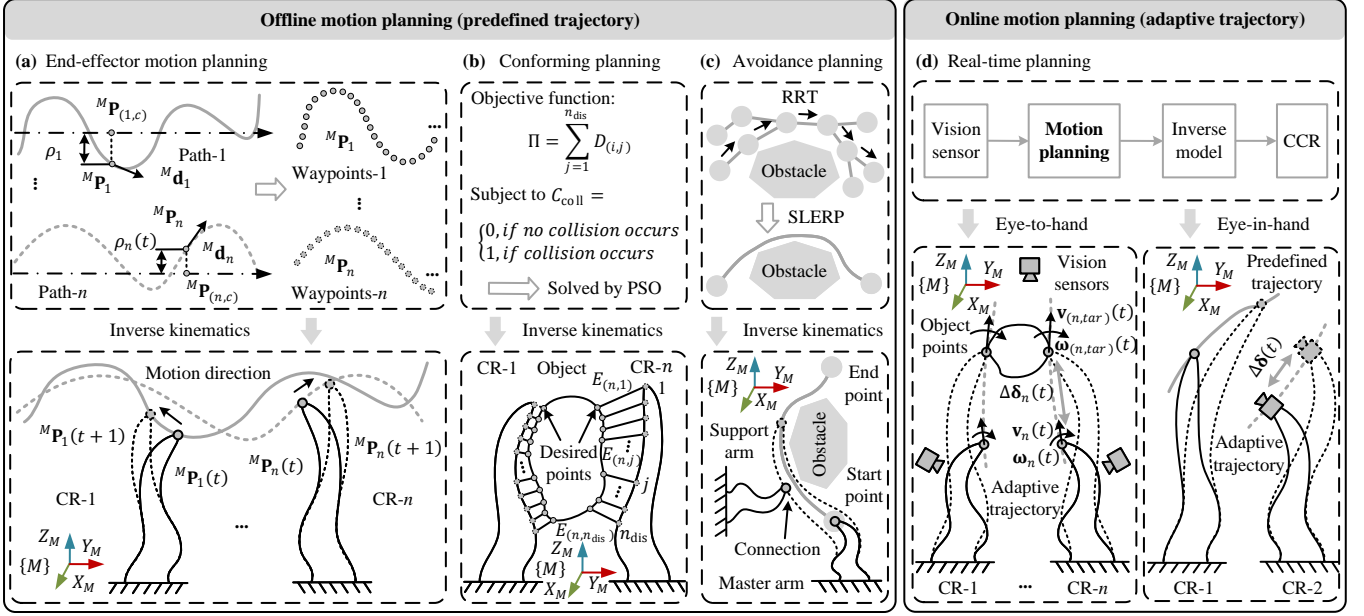 Offline motion planning (predefined trajectory)
(a) End-effector motion planning
^M P_(1,c)
ρ_1
Path-1
^M P_1
^M d_1
⋮
^M P_n
ρ_n(t)
^M d_n
Path-n
^M P_(n,c)
^M P_1
...
Waypoints-1
⋮
^M P_n
...
Waypoints-n
Inverse kinematics
Motion direction
^M P_1(t + 1)
^M P_1(t)
^M P_n(t)
^M P_n(t + 1)
CR-1
...
CR-n
Z_M
Y_M
{M}
X_M
(b) Conforming planning
Objective function:
Π = ∑_{j=1}^{n_dis} D_(i,j)
Subject to C_coll =
{0, if no collision occurs
1, if collision occurs
Solved by PSO
Inverse kinematics
CR-1 Object CR-n
E_(n,1)
1
Desired
points
E_(n,j)
j
E_(n,n_dis)
n_dis
Z_M
{M}
Y_M
X_M
(c) Avoidance planning
RRT
Obstacle
SLERP
Obstacle
Inverse kinematics
Z_M
Y_M
{M}
X_M
End
point
Support
arm
Obstacle
Start
point
Connection
Master arm
Online motion planning (adaptive trajectory)
(d) Real-time planning
Vision
sensor
Motion
planning
Inverse
model
CCR
Eye-to-hand
Z_M
Y_M
{M}
X_M
Vision
sensors
Object
points
v_(n,tar)(t)
ω_(n,tar)(t)
Δδ_n(t)
v_n(t)
ω_n(t)
Adaptive
trajectory
CR-1 ... CR-n
Eye-in-hand
Z_M
Y_M
{M}
X_M
Predefined
trajectory
Δδ(t)
Adaptive
trajectory
CR-1
CR-2